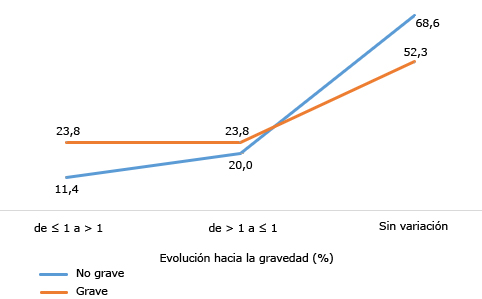 68,6
52,3
23,8
23,8
20,0
11,4
de ≤ 1 a > 1
de > 1 a ≤ 1
Sin variación
Evolución hacia la gravedad (%)
No grave
Grave